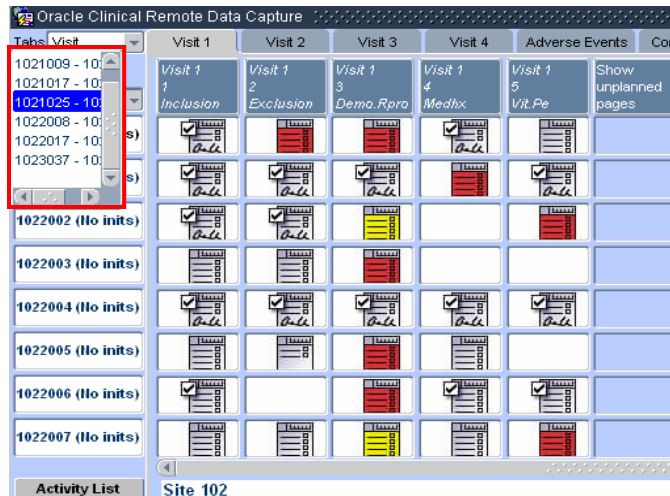 Oracle Clinical Remote Data Capture
Tabs Visit
Visit 1 Visit 2 Visit 3 Visit 4 Adverse Events Co
1021009 - 10
1021017 - 10
1021025 - 10
1022008 - 10
1022017 - 10
1023037 - 10
Visit 1
1
Inclusion
Visit 1
2
Exclusion
Visit 1
3
Demo.Rpro
Visit 1
4
Medhx
Visit 1
5
Vit.Pe
Show
unplanned
pages
s)
s)
1022002 (No inits)
1022003 (No inits)
1022004 (No inits)
1022005 (No inits)
1022006 (No inits)
1022007 (No inits)
Activity List
Site 102